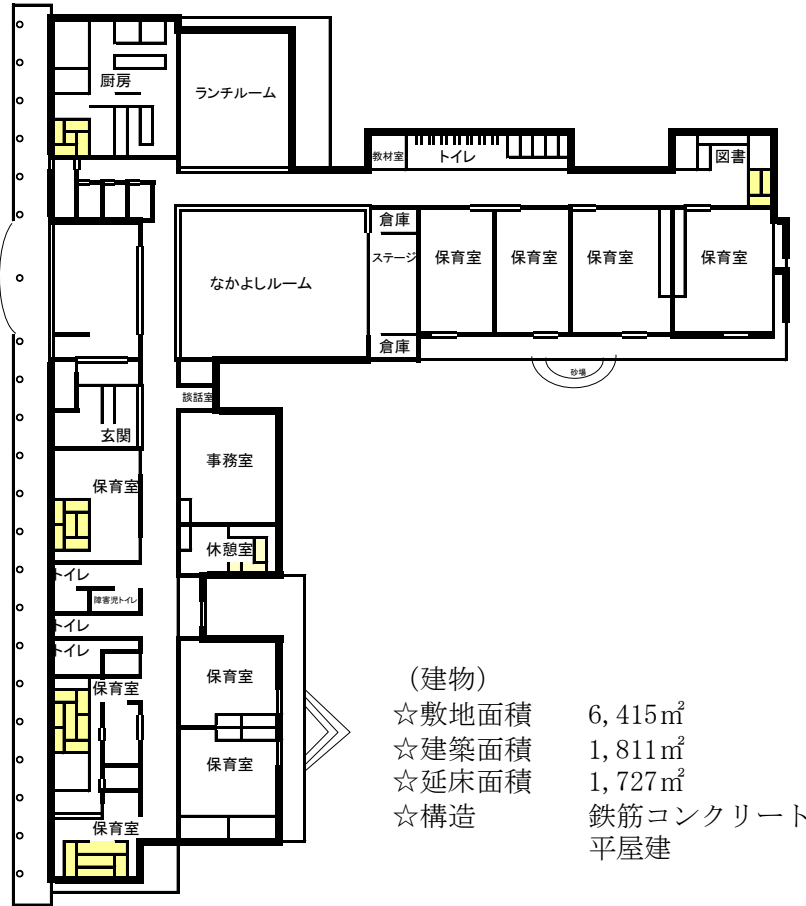 厨房
ランチルーム
教材室
トイレ
図書
倉庫
なかよしルーム
ステージ
保育室
保育室
保育室
保育室
倉庫
砂場
談話室
玄関
事務室
保育室
休憩室
トイレ
障害児トイレ
トイレ
トイレ
保育室
保育室
保育室
保育室
(建物)
☆敷地面積 6,415㎡
☆建築面積 1,811㎡
☆延床面積 1,727㎡
☆構造 鉄筋コンクリート
平屋建